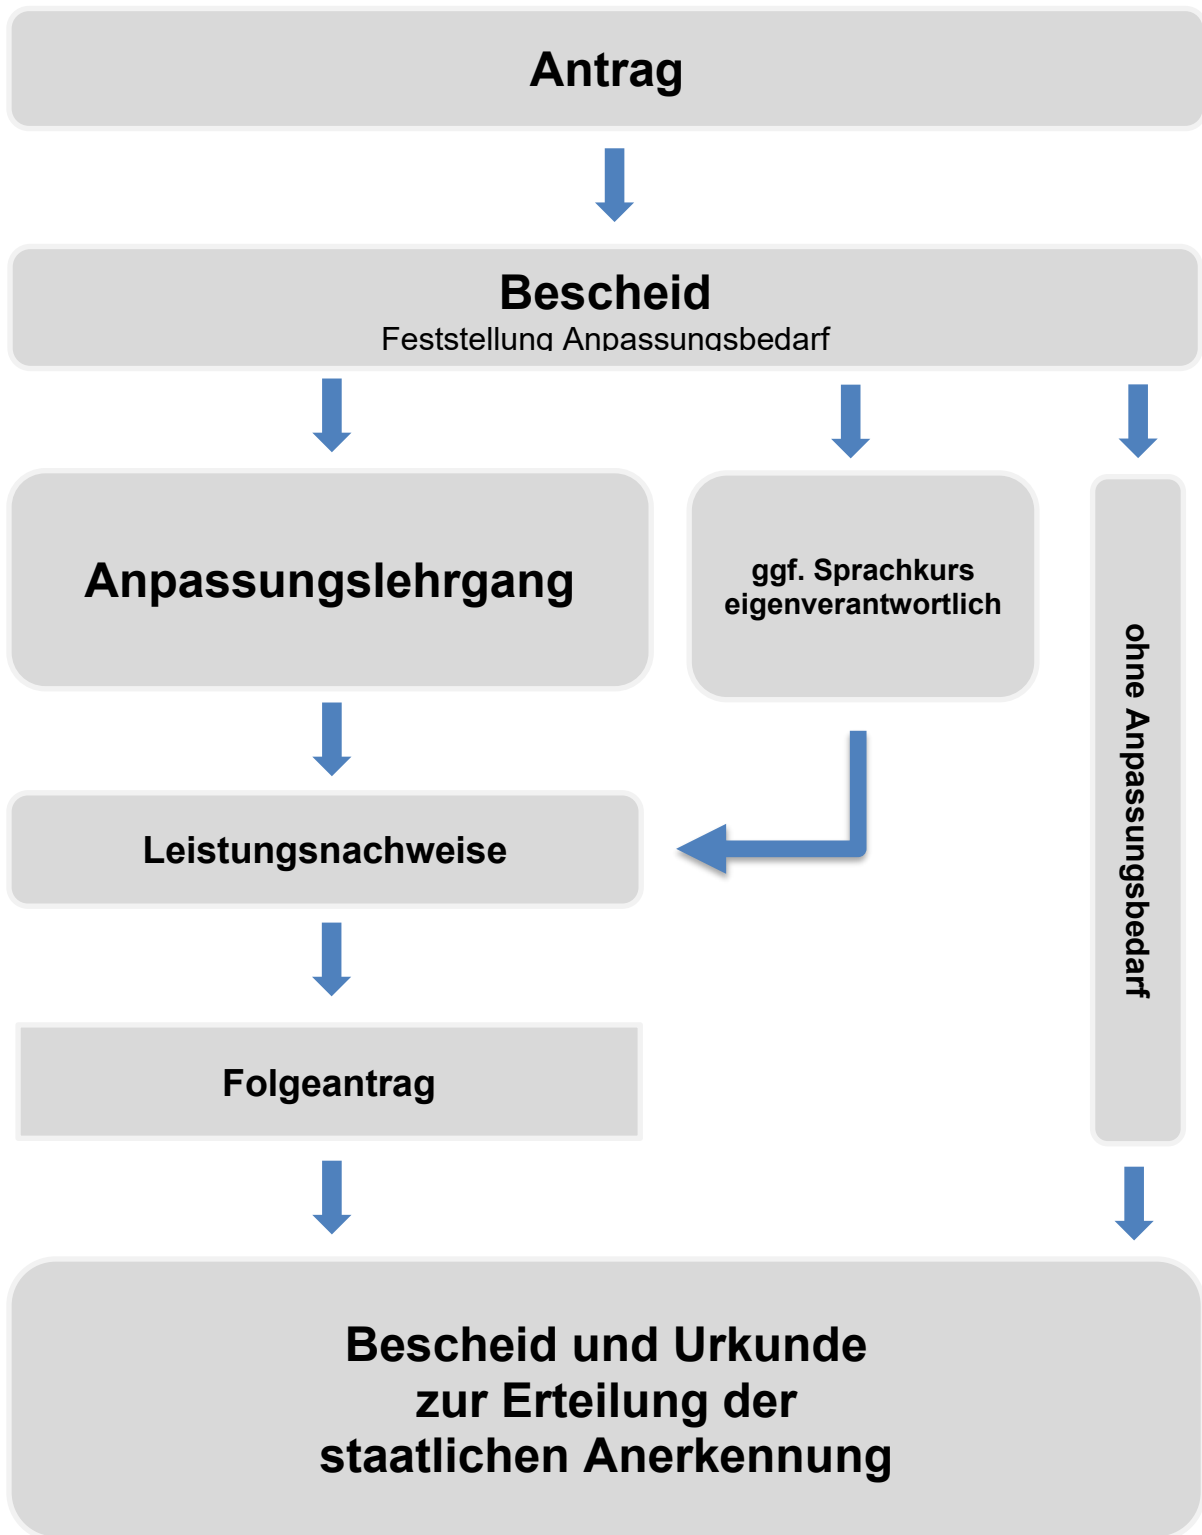 Antrag
Bescheid
Feststellung Anpassungsbedarf
Anpassungslehrgang
ggf. Sprachkurs
eigenverantwortlich
ohne Anpassungsbedarf
Leistungsnachweise
Folgeantrag
Bescheid und Urkunde
zur Erteilung der
staatlichen Anerkennung